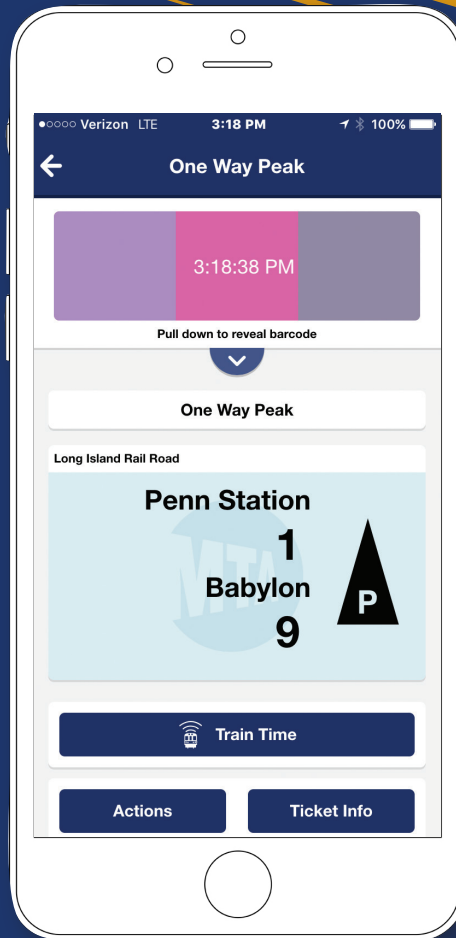 Verizon LTE 3:18 PM 100%
One Way Peak
3:18:38 PM
Pull down to reveal barcode
One Way Peak
Long Island Rail Road
MTA
Penn Station
1
Babylon
9
P
Train Time
Actions Ticket Info